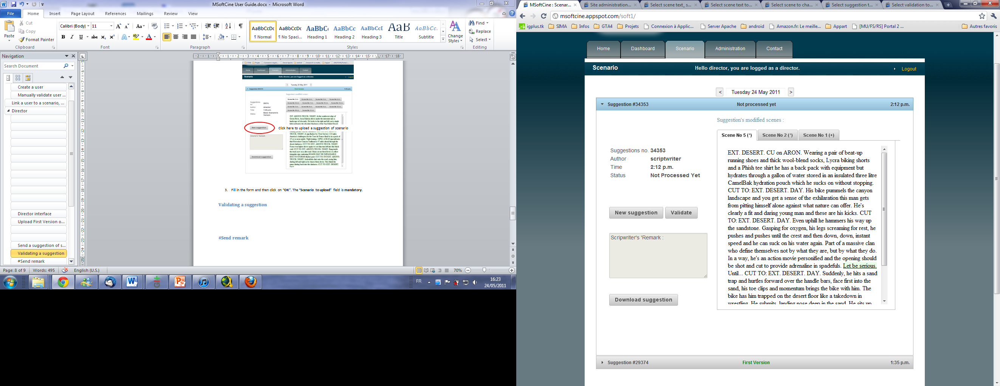 MSoftCine User Guide.docx - Microsoft Word
File Home Insert Page Layout References Mailings Review View
Paste
Cut
Copy
Format Painter
Clipboard
Calibri (Body) 11
Font
Paragraph
AaBbCcDc AaBbCcDc AaBbC AaBbCc AaBbCcI AaB AaBbCc.
¶ Normal ¶ No Spaci... Heading 1 Heading 2 Heading 3 Title Subtitle
Change Styles
Styles
Find
Replace
Select
Editing
Navigation
Search Document
Create a user
Manually validate user ...
Link a user to a scenario, ...
Director
Director interface
Upload First Version o...
Send a suggestion of s...
Validating a suggestion
#Send remark
Home Dashboard Scenario Administration Contact
Scenario Hello director, you are logged as a director. Logout
< Tuesday 24 May 2011 >
Suggestion #29374 First Version 1:35 p.m.
Suggestion's modified scenes :
Suggestions no. 29374
Author director
Time 1:35 p.m.
Status Basic Scenario's Version
New suggestion
Click here to upload a suggestion of scenario
Director's 'Remark :
Download suggestion
3. Fill in the form and then click on “OK”. The “Scenario to upload” field is mandatory.
Validating a suggestion
#Send remark
Page: 8 of 9 Words: 495 English (U.S.) 70%
FR 16:23
24/05/2011
MSoftCine : Scenar... Site administration... Select scene text_ s... Select scene text to... Select scene to cha... Select suggestion t... Select validation to...
msoftcine.appspot.com/soft1/
igplus.tk SIMA Infos GTA4 Projets Connexion à Applic... Server Apache android Amazon.fr: Le meille... Appart [MU/FS/RS] Portal 2 ... Autres favoris
Home Dashboard Scenario Administration Contact
Scenario Hello director, you are logged as a director. Logout
< Tuesday 24 May 2011 >
Suggestion #34353 Not processed yet 2:12 p.m.
Suggestion's modified scenes :
Scene No 5 (*) Scene No 2 (*) Scene No 1 (+)
Suggestions no. 34353
Author scriptwriter
Time 2:12 p.m.
Status Not Processed Yet
New suggestion Validate
Scripwriter's 'Remark :
Download suggestion
EXT. DESERT. CU on ARON. Wearing a pair of beat-up
running shoes and thick wool-blend socks, Lycra biking shorts
and a Phish tee shirt he has a back pack with equipment but
hydrates through a gallon of water stored in an insulated three litre
CamelBak hydration pouch which he sucks on without stopping.
CUT TO: EXT. DESERT. DAY. His bike pummels the canyon
landscape and you get a sense of the exhilaration this man gets
from pitting himself alone against what nature can offer. He's
clearly a fit and daring young man and these are his kicks. CUT
TO: EXT. DESERT. DAY. Even uphill he hammers his way up
the sandstone. Gasping for oxygen, his legs screaming for rest, he
pushes and pushes until the crest and then down, down, instant
speed and he can suck on his water again. Part of a massive clan
who define themselves not by what they are, but by what they do.
In a way, he's an action movie personified and the opening should
be shot and cut to provide adrenaline in spadefuls. Let be serious.
Until... CUT TO: EXT. DESERT. DAY. Suddenly, he hits a sand
trap and hurtles forward over the handle bars, face first into the
sand, his toe clips and momentum brings the bike with him. The
bike has him trapped on the desert floor like a takedown in
wrestling. He submits, landing nose deep in the sand. He sits up
Suggestion #29374 First Version 1:35 p.m.